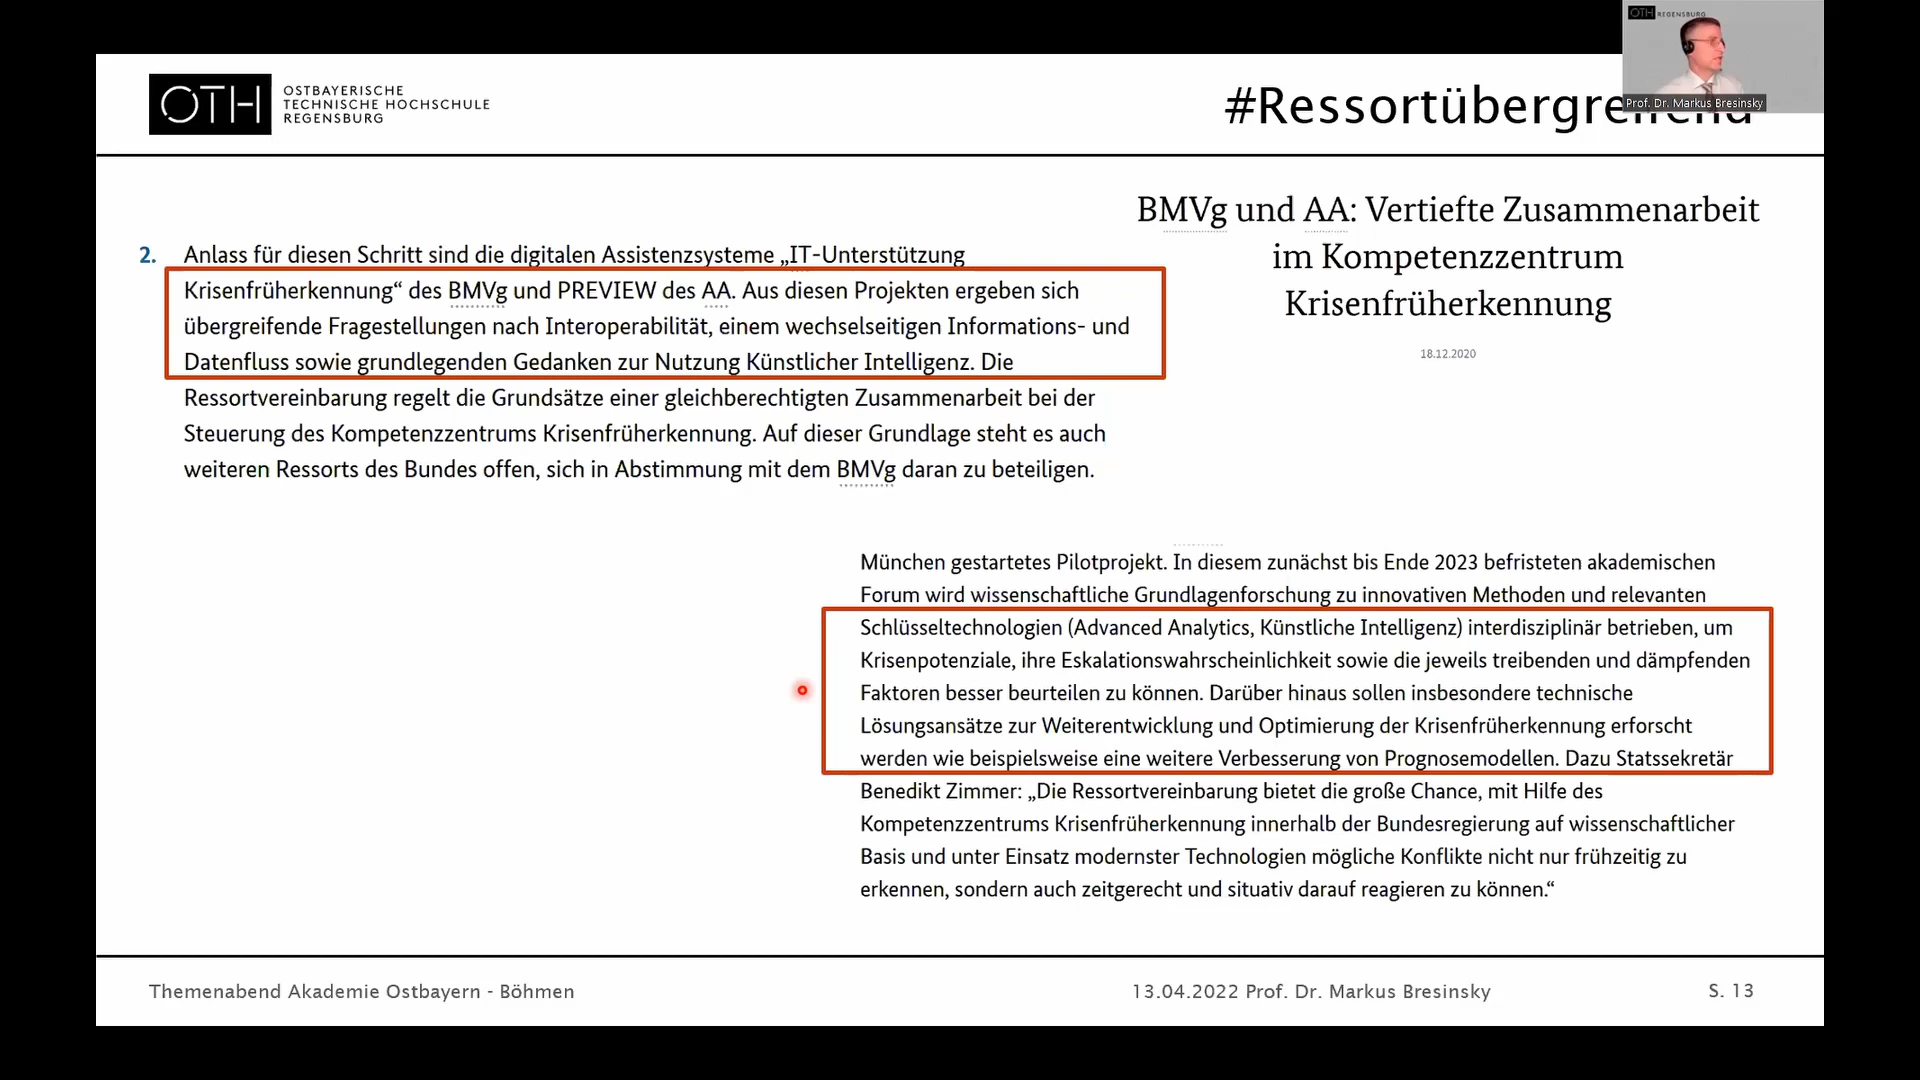 OTH REGENSBURG
Prof. Dr. Markus Bresinsky
OTH
OSTBAYERISCHE
TECHNISCHE HOCHSCHULE
REGENSBURG
#Ressortübergreifend
BMVg und AA: Vertiefte Zusammenarbeit
im Kompetenzzentrum
Krisenfrüherkennung
18.12.2020
2. Anlass für diesen Schritt sind die digitalen Assistenzsysteme „IT-Unterstützung
Krisenfrüherkennung“ des BMVg und PREVIEW des AA. Aus diesen Projekten ergeben sich
übergreifende Fragestellungen nach Interoperabilität, einem wechselseitigen Informations- und
Datenfluss sowie grundlegenden Gedanken zur Nutzung Künstlicher Intelligenz. Die
Ressortvereinbarung regelt die Grundsätze einer gleichberechtigten Zusammenarbeit bei der
Steuerung des Kompetenzzentrums Krisenfrüherkennung. Auf dieser Grundlage steht es auch
weiteren Ressorts des Bundes offen, sich in Abstimmung mit dem BMVg daran zu beteiligen.
München gestartetes Pilotprojekt. In diesem zunächst bis Ende 2023 befristeten akademischen
Forum wird wissenschaftliche Grundlagenforschung zu innovativen Methoden und relevanten
Schlüsseltechnologien (Advanced Analytics, Künstliche Intelligenz) interdisziplinär betrieben, um
Krisenpotenziale, ihre Eskalationswahrscheinlichkeit sowie die jeweils treibenden und dämpfenden
Faktoren besser beurteilen zu können. Darüber hinaus sollen insbesondere technische
Lösungsansätze zur Weiterentwicklung und Optimierung der Krisenfrüherkennung erforscht
werden wie beispielsweise eine weitere Verbesserung von Prognosemodellen. Dazu Statssekretär
Benedikt Zimmer: „Die Ressortvereinbarung bietet die große Chance, mit Hilfe des
Kompetenzzentrums Krisenfrüherkennung innerhalb der Bundesregierung auf wissenschaftlicher
Basis und unter Einsatz modernster Technologien mögliche Konflikte nicht nur frühzeitig zu
erkennen, sondern auch zeitgerecht und situativ darauf reagieren zu können.“
Themenabend Akademie Ostbayern - Böhmen
13.04.2022 Prof. Dr. Markus Bresinsky
S. 13